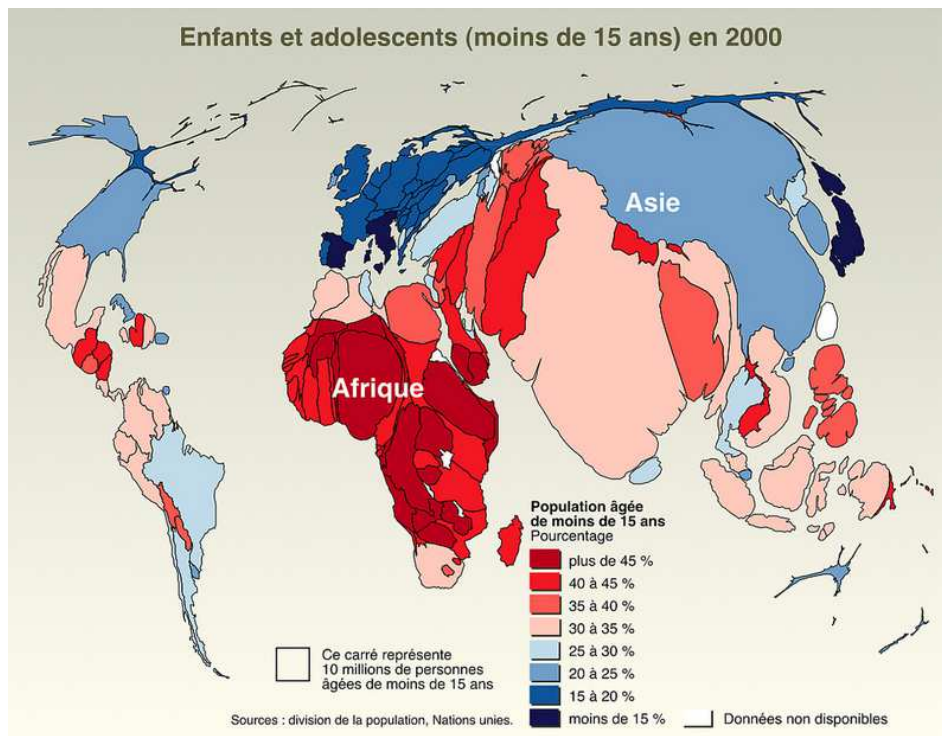 Enfants et adolescents (moins de 15 ans) en 2000
Asie
Afrique
Population âgée
de moins de 15 ans
Pourcentage
plus de 45 %
40 à 45 %
35 à 40 %
30 à 35 %
25 à 30 %
20 à 25 %
15 à 20 %
moins de 15 %
Données non disponibles
Ce carré représente
10 millions de personnes
âgées de moins de 15 ans
Sources : division de la population, Nations unies.